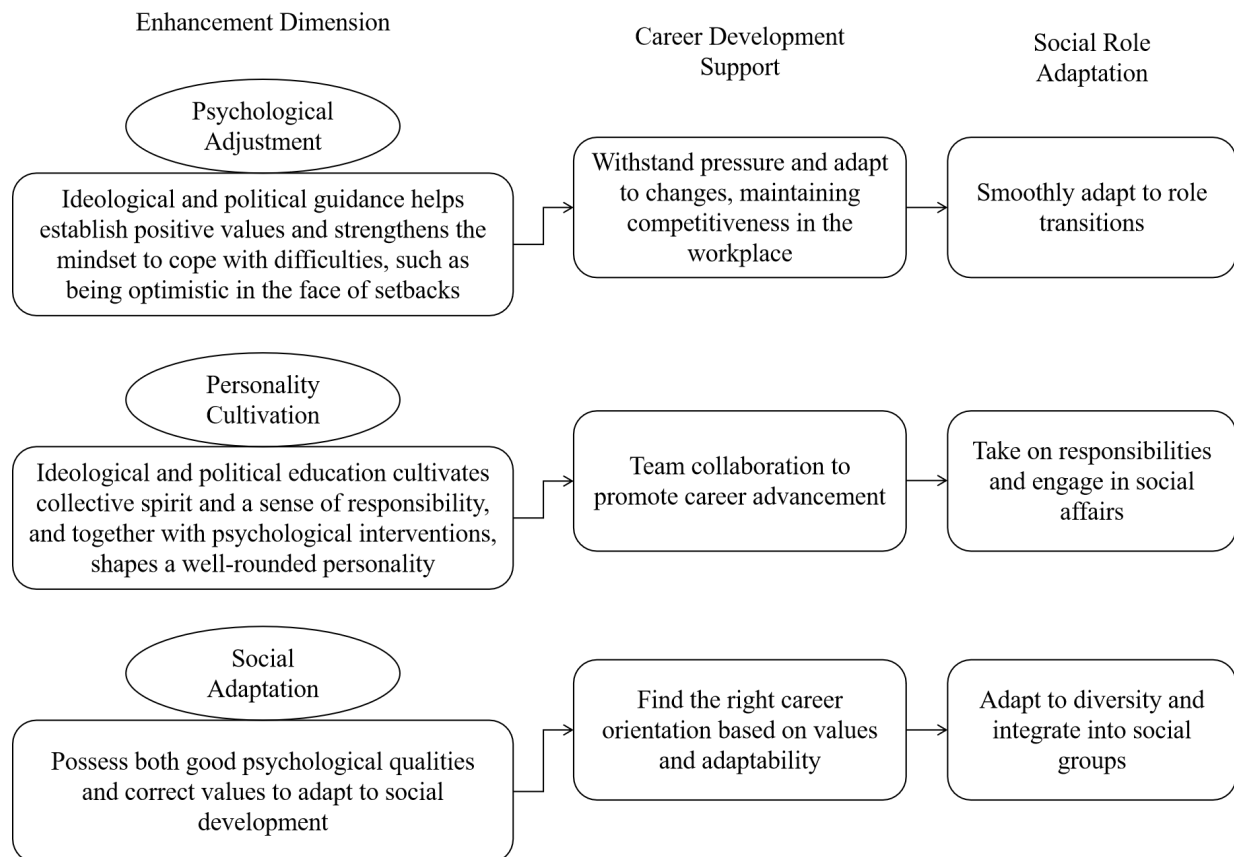 Enhancement Dimension
Career Development
Support
Social Role
Adaptation
Psychological
Adjustment
Ideological and political guidance helps
establish positive values and strengthens the
mindset to cope with difficulties, such as
being optimistic in the face of setbacks
Withstand pressure and adapt
to changes, maintaining
competitiveness in the
workplace
Smoothly adapt to role
transitions
Personality
Cultivation
Ideological and political education cultivates
collective spirit and a sense of responsibility,
and together with psychological interventions,
shapes a well-rounded personality
Team collaboration to
promote career advancement
Take on responsibilities
and engage in social
affairs
Social
Adaptation
Possess both good psychological qualities
and correct values to adapt to social
development
Find the right career
orientation based on values
and adaptability
Adapt to diversity and
integrate into social
groups